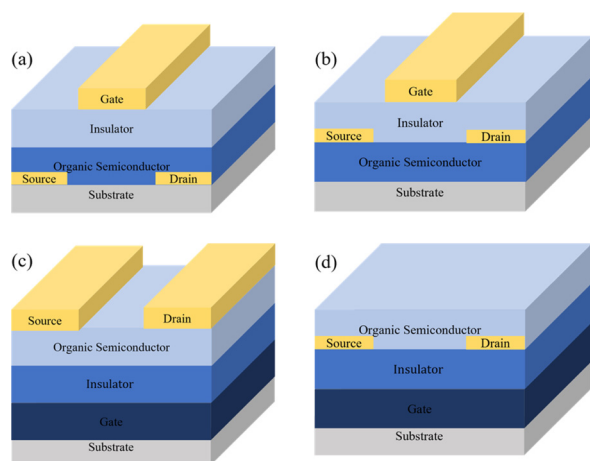 (a)
Gate
Insulator
Organic Semiconductor
Source
Drain
Substrate
(b)
Gate
Source
Insulator
Drain
Organic Semiconductor
Substrate
(c)
Source
Drain
Organic Semiconductor
Insulator
Gate
Substrate
(d)
Organic Semiconductor
Source
Drain
Insulator
Gate
Substrate